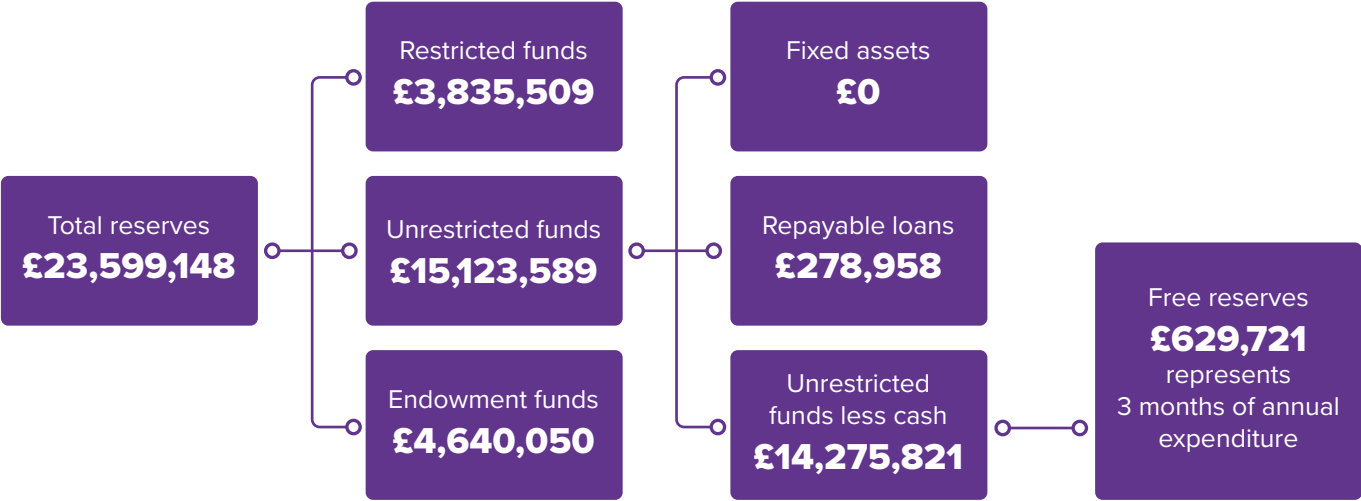 Total reserves
£23,599,148
Restricted funds
£3,835,509
Unrestricted funds
£15,123,589
Endowment funds
£4,640,050
Fixed assets
£0
Repayable loans
£278,958
Unrestricted
funds less cash
£14,275,821
Free reserves
£629,721
represents
3 months of annual
expenditure